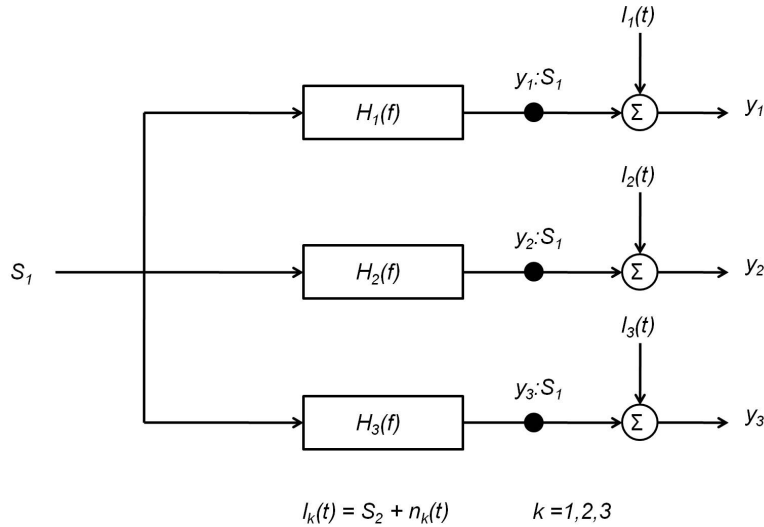 I₁(t)
y₁:S₁
H₁(f)
Σ
y₁
I₂(t)
y₂:S₁
S₁
H₂(f)
Σ
y₂
I₃(t)
y₃:S₁
H₃(f)
Σ
y₃
Iₖ(t) = S₂ + nₖ(t) k =1,2,3